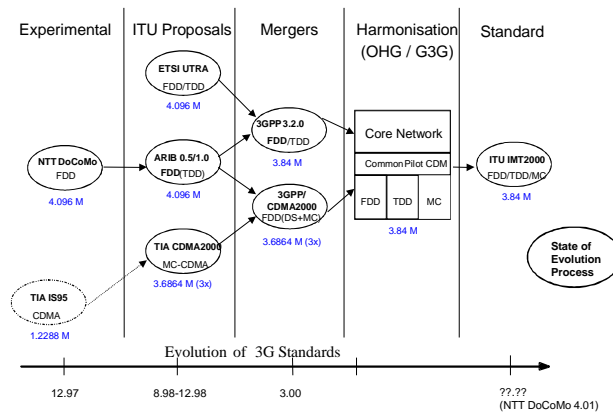 Experimental
ITU Proposals
Mergers
Harmonisation
(OHG / G3G)
Standard
ETSI UTRA
FDD/TDD
4.096 M
3GPP 3.2.0
FDD/TDD
3.84 M
Core Network
Common Pilot CDM
FDD
TDD
MC
3.84 M
NTT DoCoMo
FDD
4.096 M
ARIB 0.5/1.0
FDD(TDD)
4.096 M
ITU IMT2000
FDD/TDD/MC
3.84 M
3GPP/
CDMA2000
FDD(DS+MC)
3.6864 M (3x)
TIA CDMA2000
MC-CDMA
3.6864 M (3x)
State of
Evolution
Process
TIA IS95
CDMA
1.2288 M
Evolution of 3G Standards
12.97
8.98-12.98
3.00
??.??
(NTT DoCoMo 4.01)